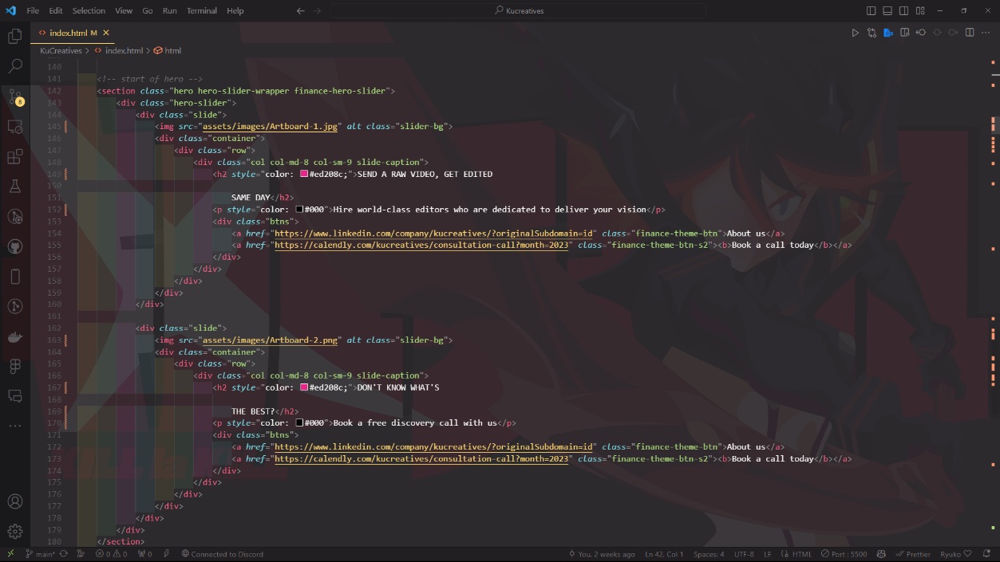 File Edit Selection View Go Run Terminal Help Kucreatives
index.html M
KuCreatives > index.html > html
140
141 <!-- start of hero -->
142 <section class="hero hero-slider-wrapper finance-hero-slider">
143 <div class="hero-slider">
144 <div class="slide">
145 <img src="assets/images/Artboard-1.jpg" alt class="slider-bg">
146 <div class="container">
147 <div class="row">
148 <div class="col col-md-8 col-sm-9 slide-caption">
149 <h2 style="color: #ed208c;">SEND A RAW VIDEO, GET EDITED
150
151 SAME DAY</h2>
152 <p style="color: #000">Hire world-class editors who are dedicated to deliver your vision</p>
153 <div class="btns">
154 <a href="https://www.linkedin.com/company/kucreatives/?originalSubdomain=id" class="finance-theme-btn">About us</a>
155 <a href="https://calendly.com/kucreatives/consultation-call?month=2023" class="finance-theme-btn-s2"><b>Book a call today</b></a>
156 </div>
157 </div>
158 </div>
159 </div>
160 </div>
161
162 <div class="slide">
163 <img src="assets/images/Artboard-2.png" alt class="slider-bg">
164 <div class="container">
165 <div class="row">
166 <div class="col col-md-8 col-sm-9 slide-caption">
167 <h2 style="color: #ed208c;">DON'T KNOW WHAT'S
168
169 THE BEST?</h2>
170 <p style="color: #000">Book a free discovery call with us</p>
171 <div class="btns">
172 <a href="https://www.linkedin.com/company/kucreatives/?originalSubdomain=id" class="finance-theme-btn">About us</a>
173 <a href="https://calendly.com/kucreatives/consultation-call?month=2023" class="finance-theme-btn-s2"><b>Book a call today</b></a>
174 </div>
175 </div>
176 </div>
177 </div>
178 </div>
179 </div>
180 </section>
8
main* 0 0 0 Connected to Discord You, 2 weeks ago Ln 42, Col 1 Spaces: 4 UTF-8 LF HTML Port : 5500 Prettier Ryuko